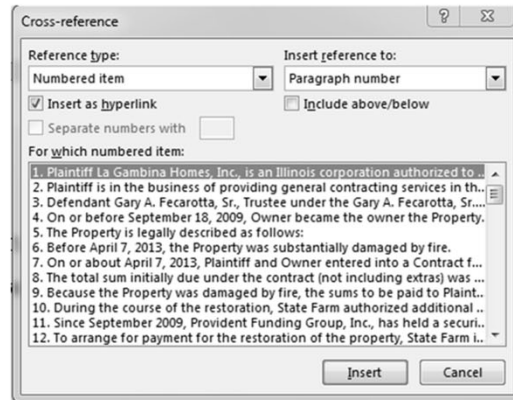 Cross-reference
Reference type: Insert reference to:
Numbered item Paragraph number
Insert as hyperlink Include above/below
Separate numbers with
For which numbered item:
1. Plaintiff La Gambina Homes, Inc., is an Illinois corporation authorized to ...
2. Plaintiff is in the business of providing general contracting services in th...
3. Defendant Gary A. Fecarotta, Sr., Trustee under the Gary A. Fecarotta, Sr....
4. On or before September 18, 2009, Owner became the owner the Property.
5. The Property is legally described as follows:
6. Before April 7, 2013, the Property was substantially damaged by fire.
7. On or about April 7, 2013, Plaintiff and Owner entered into a Contract f...
8. The total sum initially due under the contract (not including extras) was ...
9. Because the Property was damaged by fire, the sums to be paid to Plaint...
10. During the course of the restoration, State Farm authorized additional ...
11. Since September 2009, Provident Funding Group, Inc., has held a securi...
12. To arrange for payment for the restoration of the property, State Farm i...
Insert Cancel